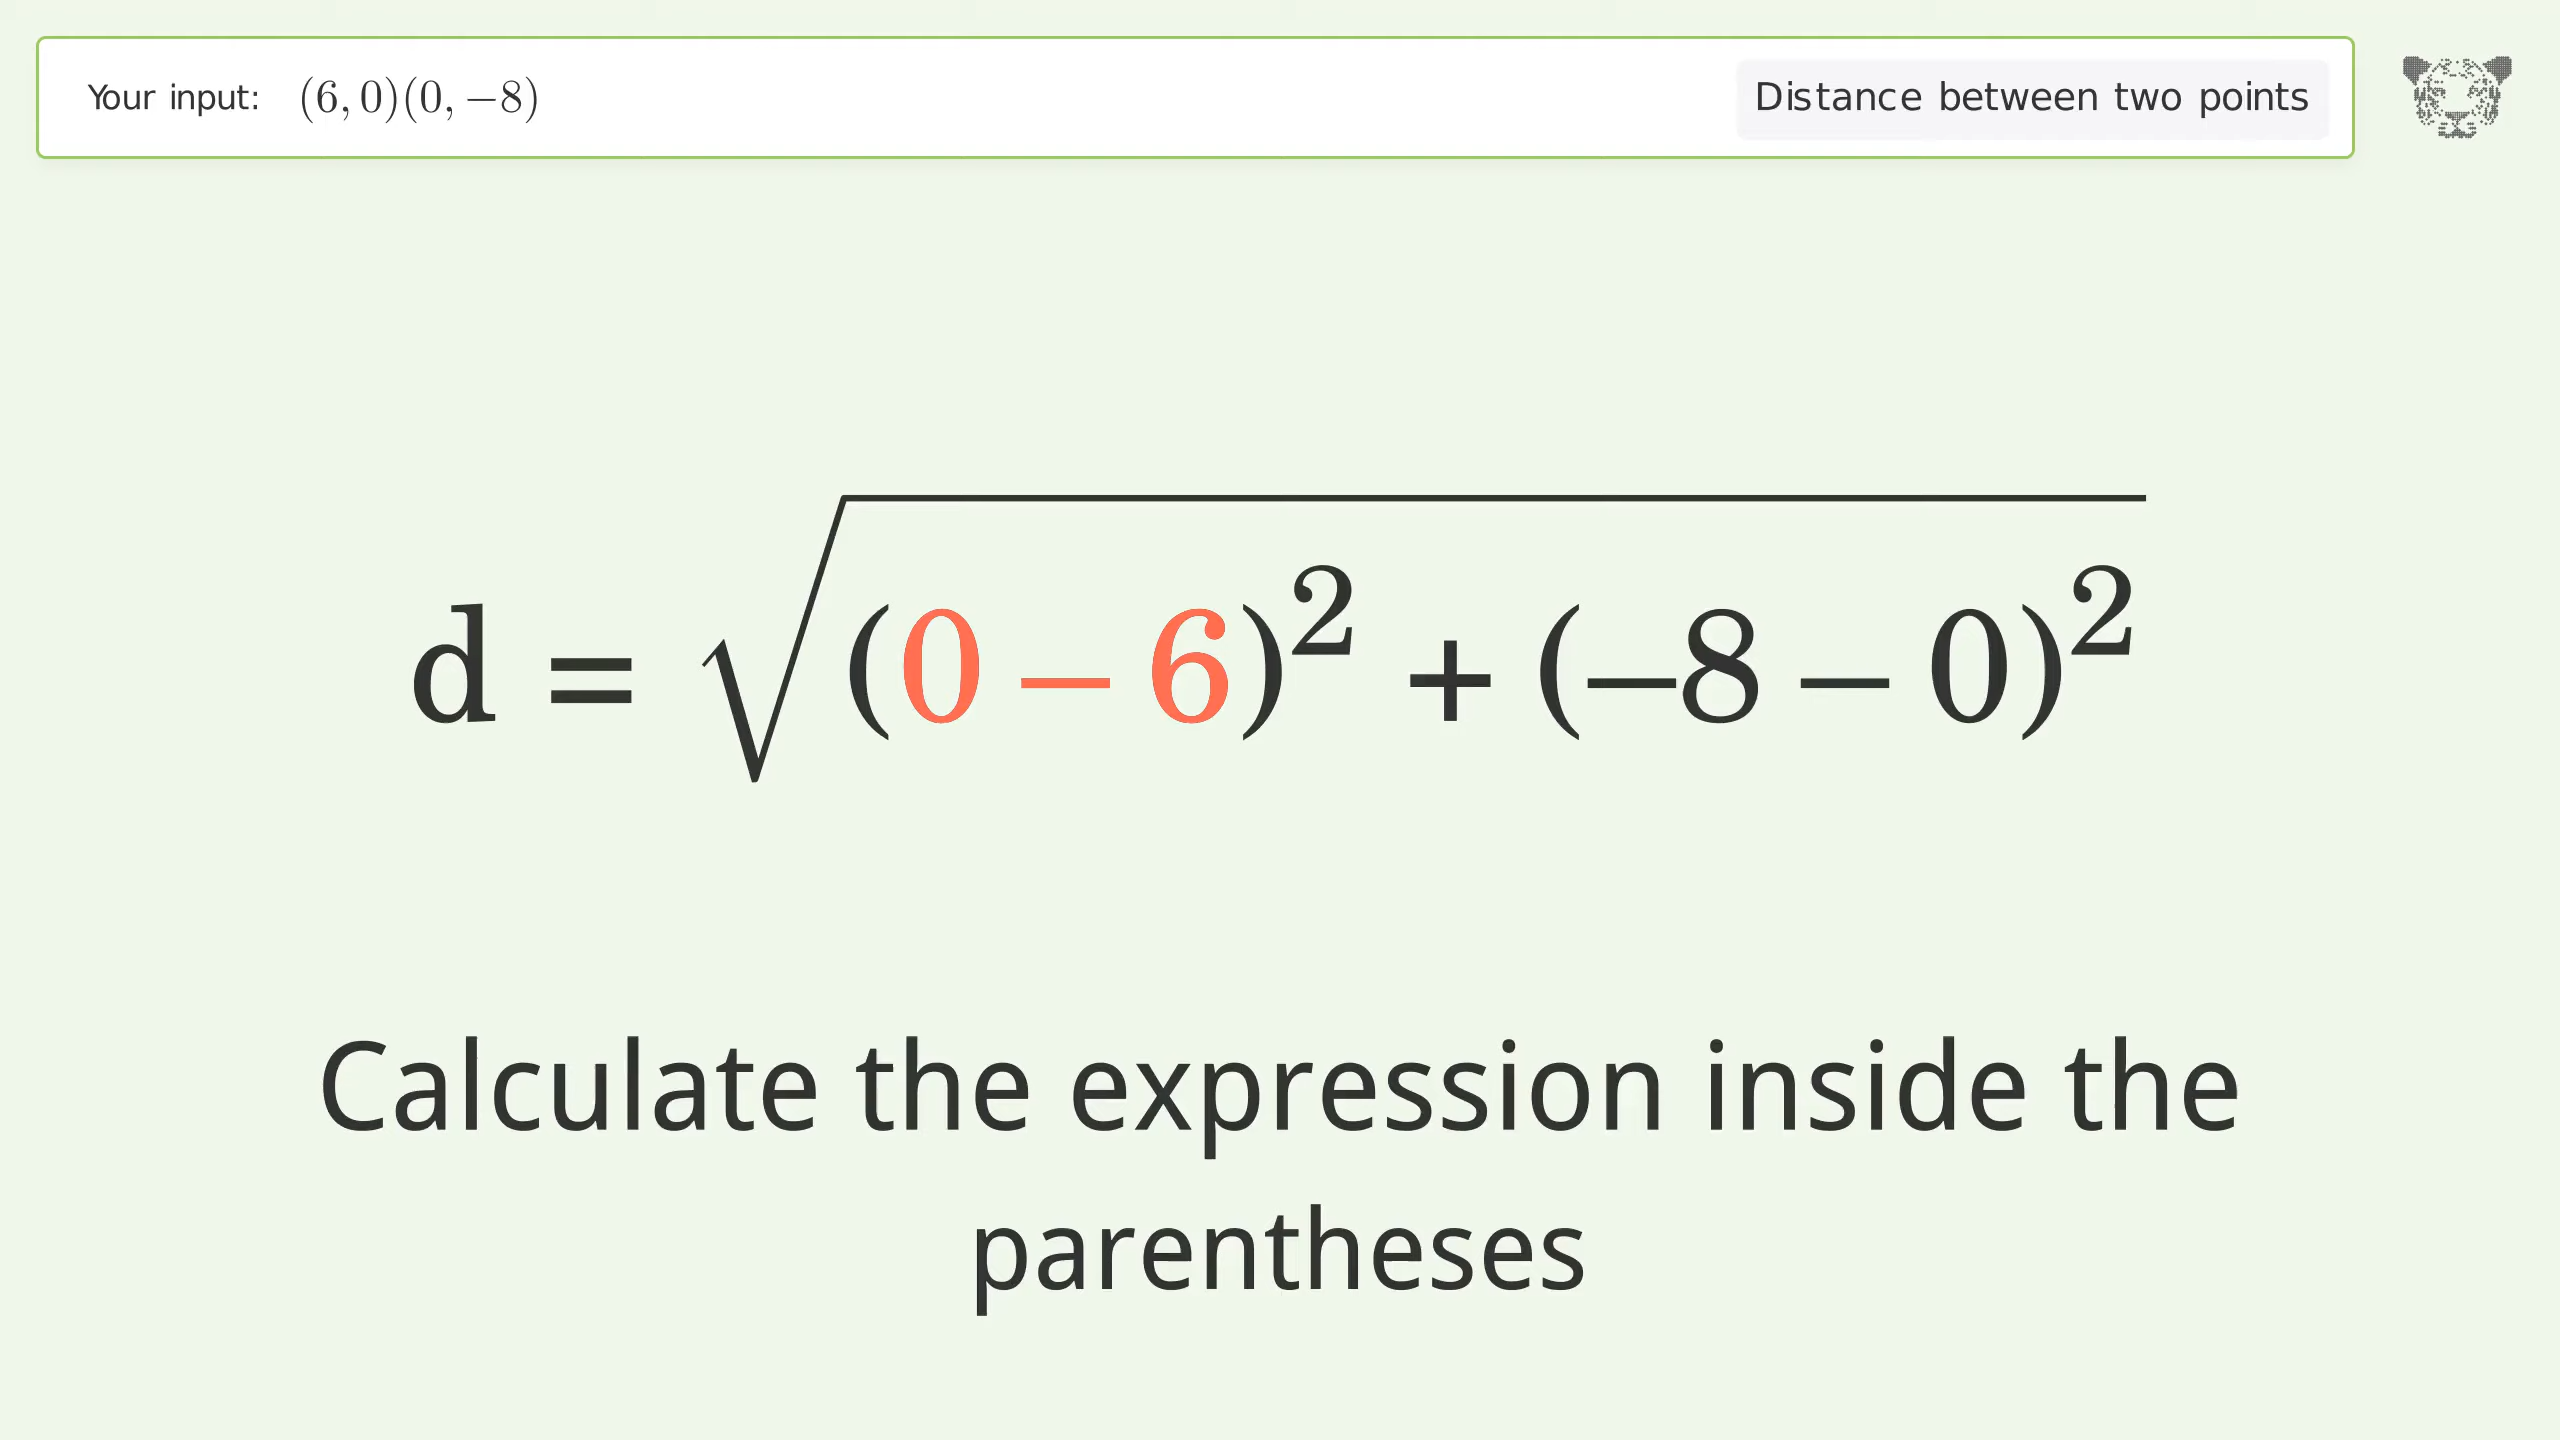 Your input: (6, 0)(0, −8)
Distance between two points
d = √(0 – 6)² + (–8 – 0)²
Calculate the expression inside the
parentheses